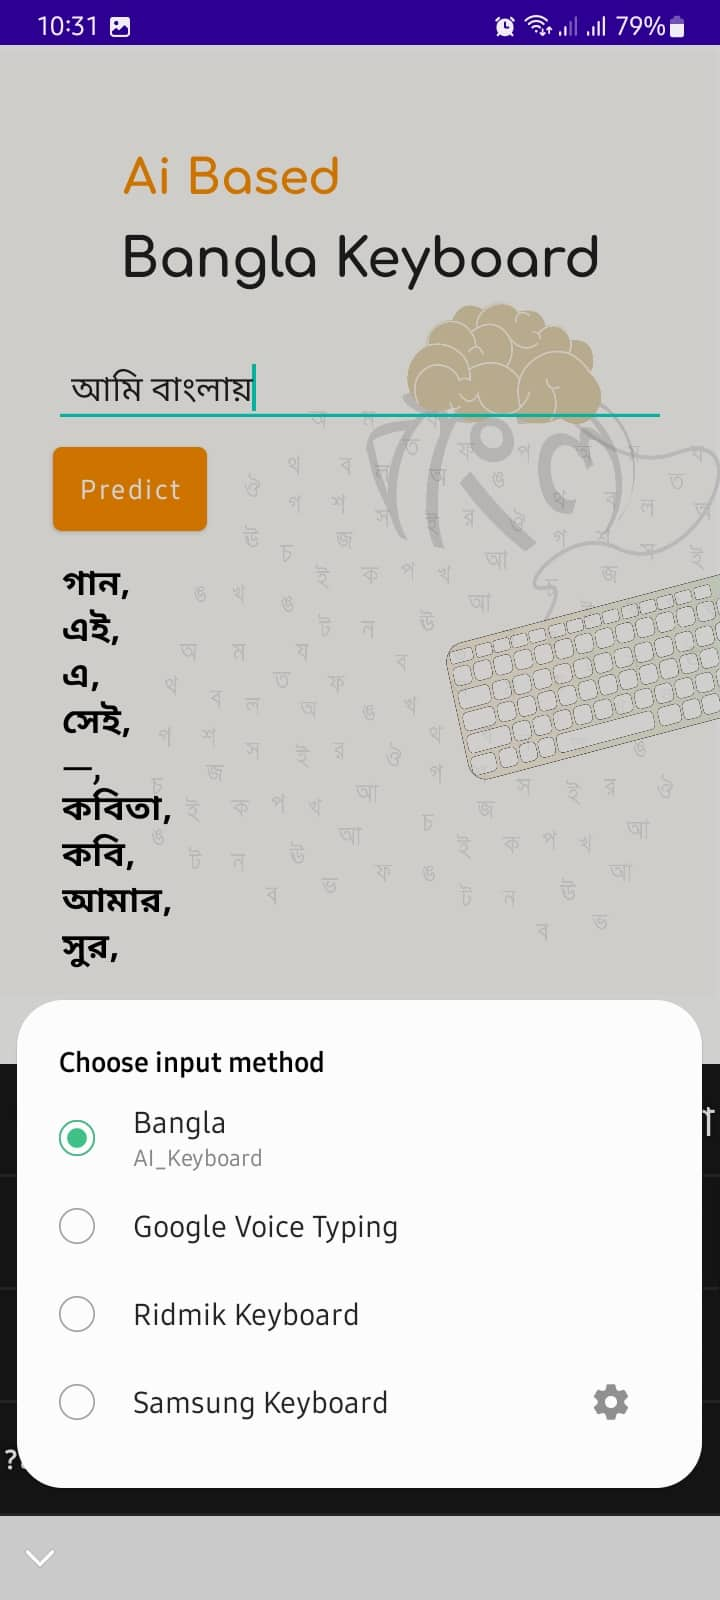 10:31 79%
Ai Based
Bangla Keyboard
আমি বাংলায়
Predict
গান,
এই,
এ,
সেই,
—,
কবিতা,
কবি,
আমার,
সুর,
Choose input method
Bangla
AI_Keyboard
Google Voice Typing
Ridmik Keyboard
Samsung Keyboard